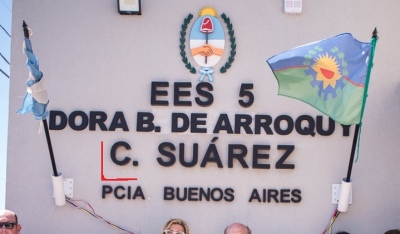 EES 5
DORA B. DE ARROQUY
C. SUÁREZ
PCIA BUENOS AIRES